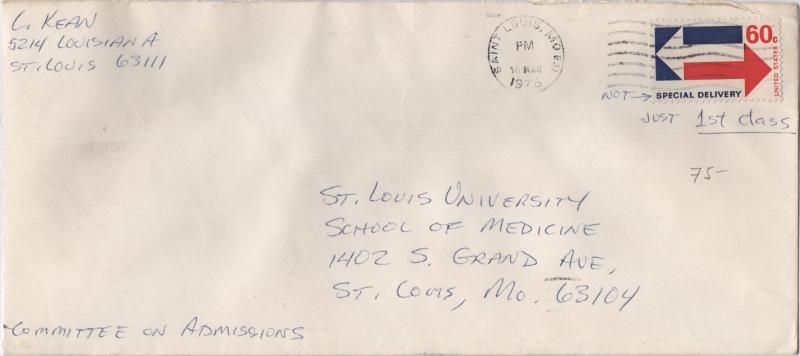 L. KEAN
5214 LOUISIANA
ST. LOUIS 63111
SAINT LOUIS, MO 631
PM
30 MAR
1976
60c
UNITED STATES
NOT → SPECIAL DELIVERY
JUST 1st class
75-
ST. LOUIS UNIVERSITY
SCHOOL OF MEDICINE
1402 S. GRAND AVE,
ST. LOUIS, MO. 63104
COMMITTEE ON ADMISSIONS